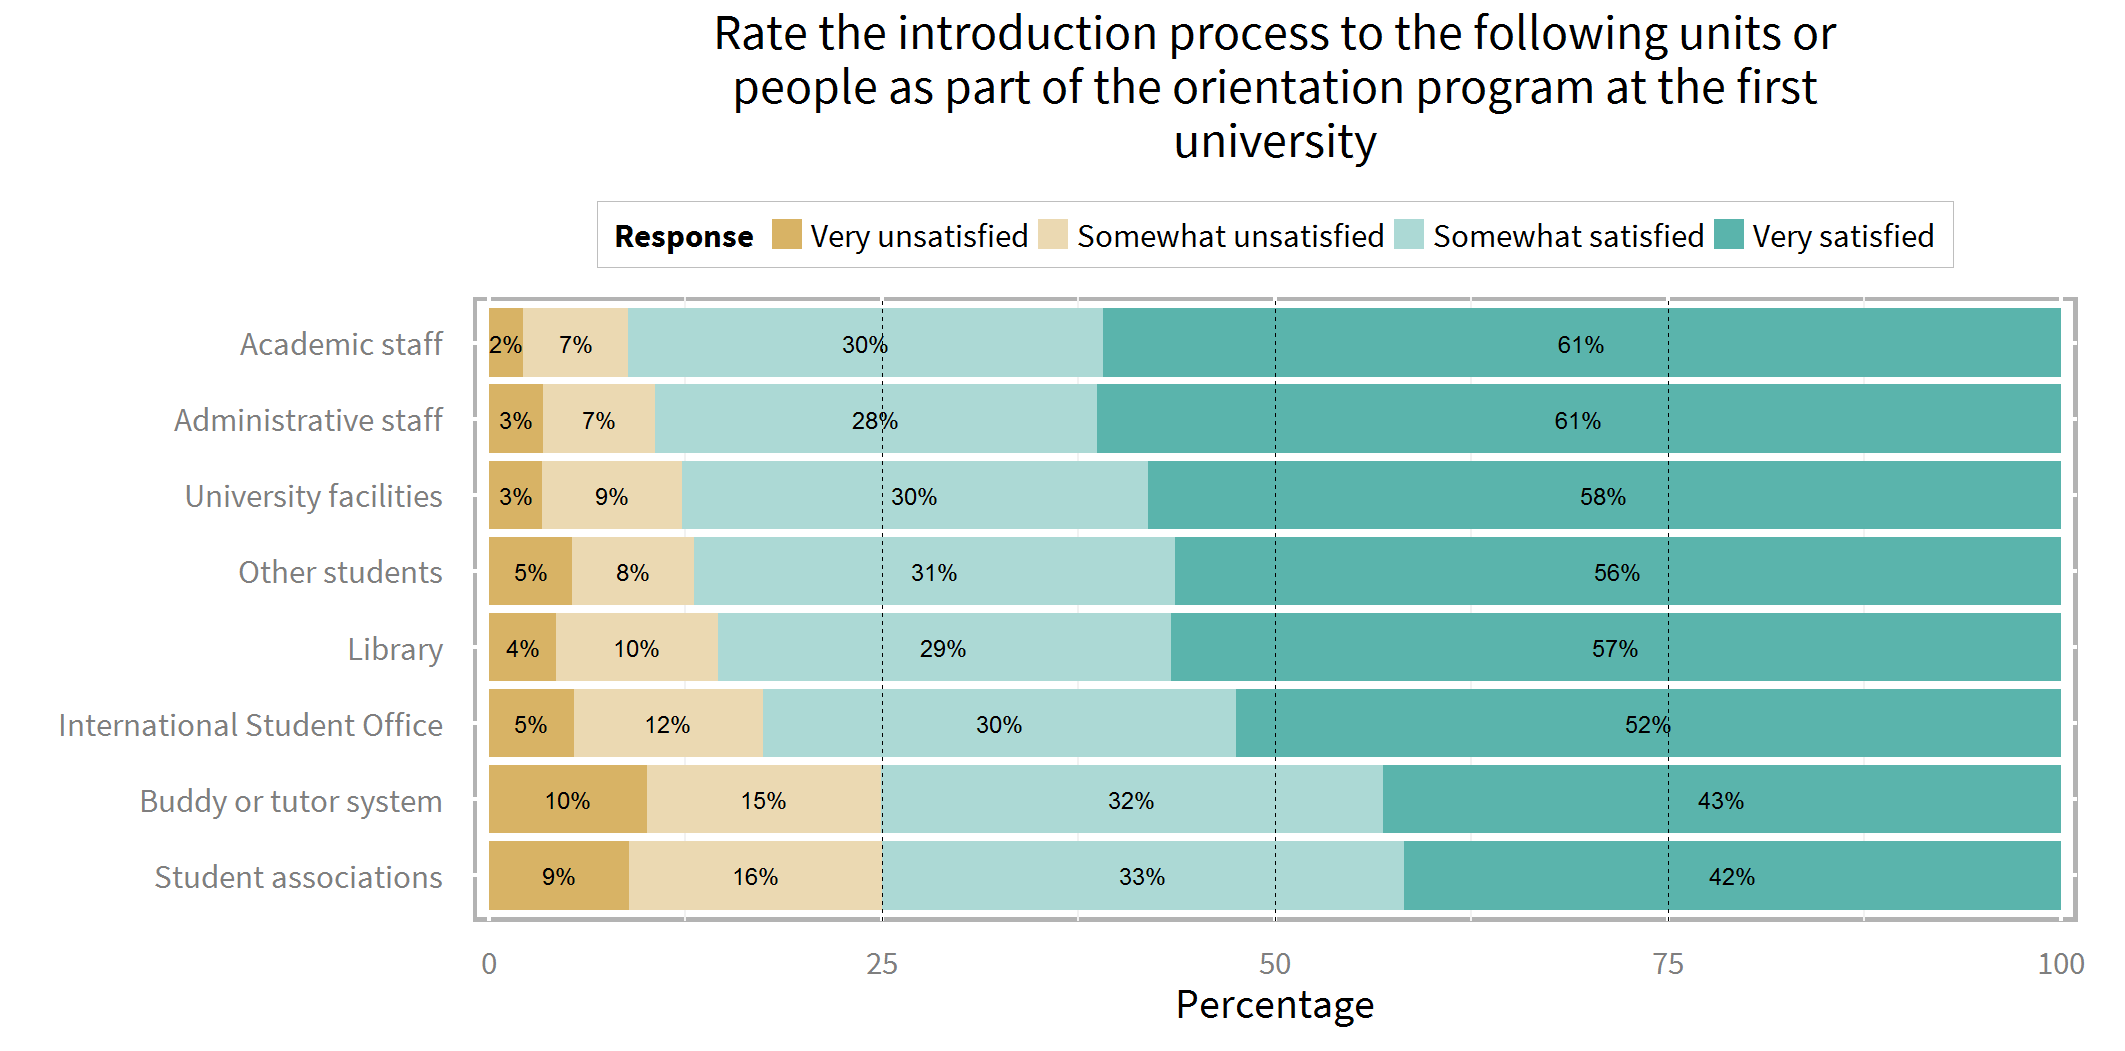 Rate the introduction process to the following units or
people as part of the orientation program at the first
university
Response Very unsatisfied Somewhat unsatisfied Somewhat satisfied Very satisfied
Academic staff 2% 7% 30% 61%
Administrative staff 3% 7% 28% 61%
University facilities 3% 9% 30% 58%
Other students 5% 8% 31% 56%
Library 4% 10% 29% 57%
International Student Office 5% 12% 30% 52%
Buddy or tutor system 10% 15% 32% 43%
Student associations 9% 16% 33% 42%
0 25 50 75 100
Percentage